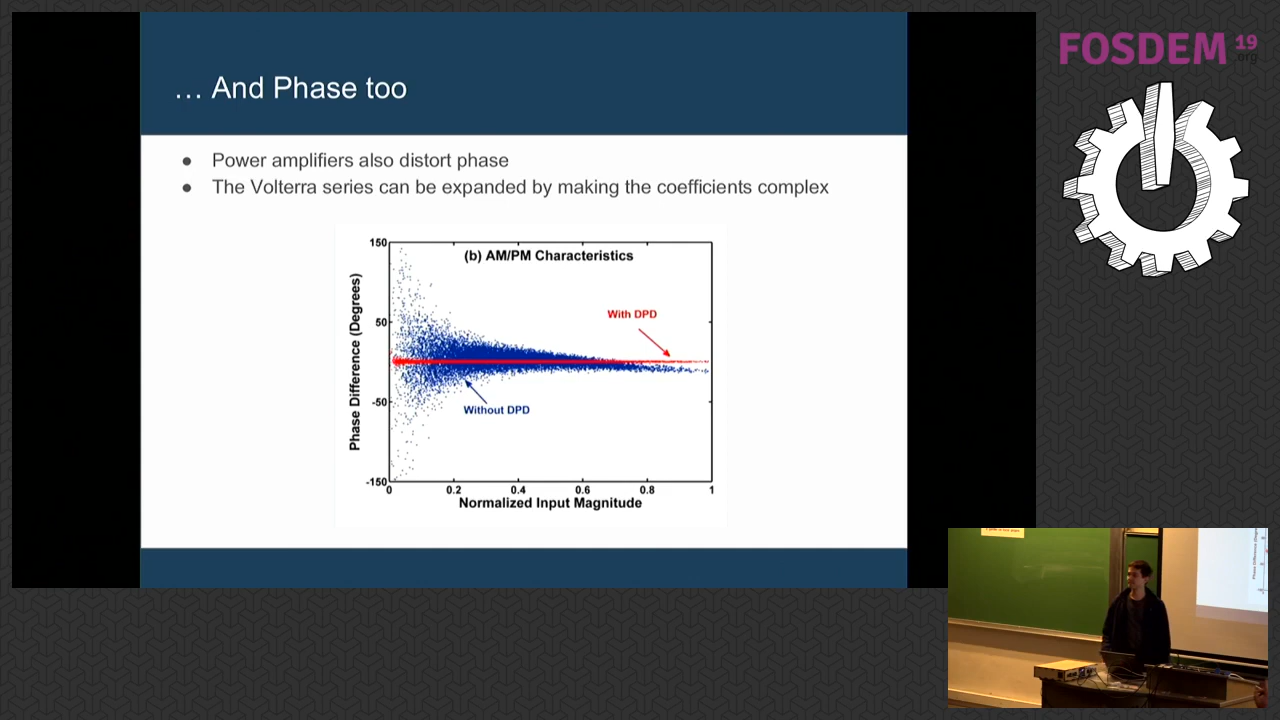 ... And Phase too
● Power amplifiers also distort phase
● The Volterra series can be expanded by making the coefficients complex
(b) AM/PM Characteristics
150
50
-50
-150
Phase Difference (Degrees)
With DPD
Without DPD
0 0.2 0.4 0.6 0.8 1
Normalized Input Magnitude
FOSDEM 19
.org